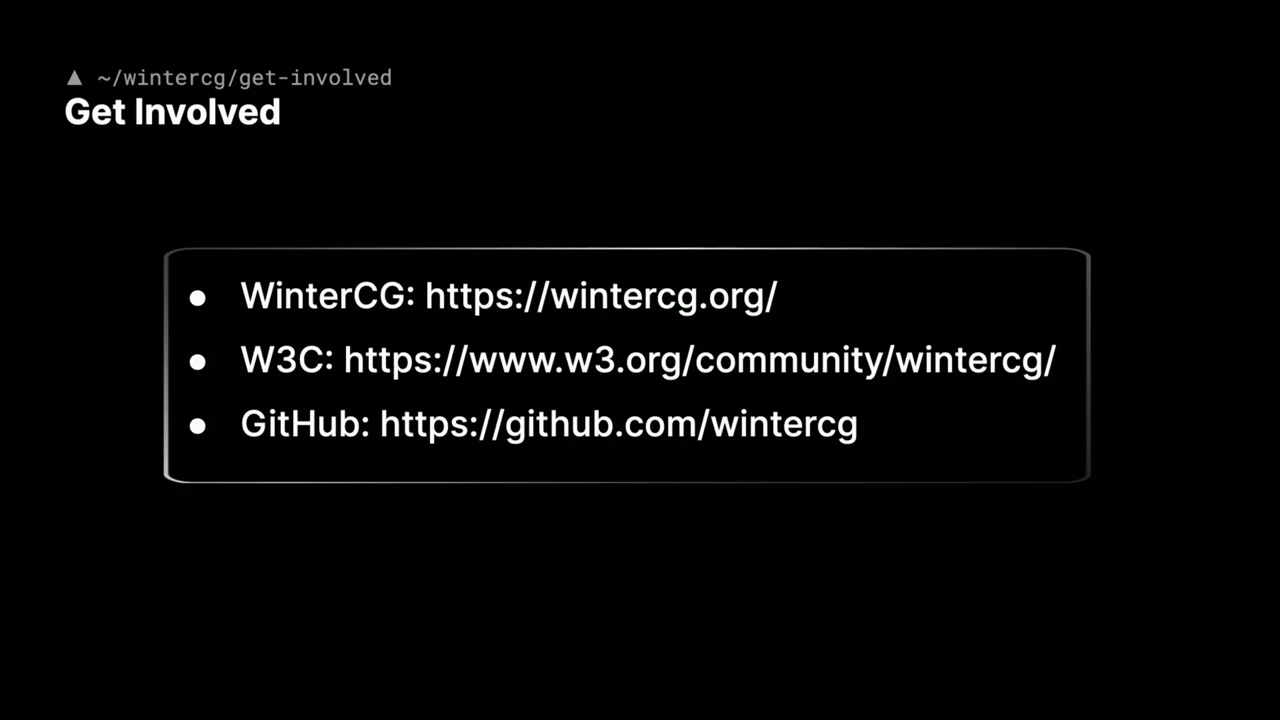 ▲ ~/wintercg/get-involved
Get Involved
● WinterCG: https://wintercg.org/
● W3C: https://www.w3.org/community/wintercg/
● GitHub: https://github.com/wintercg